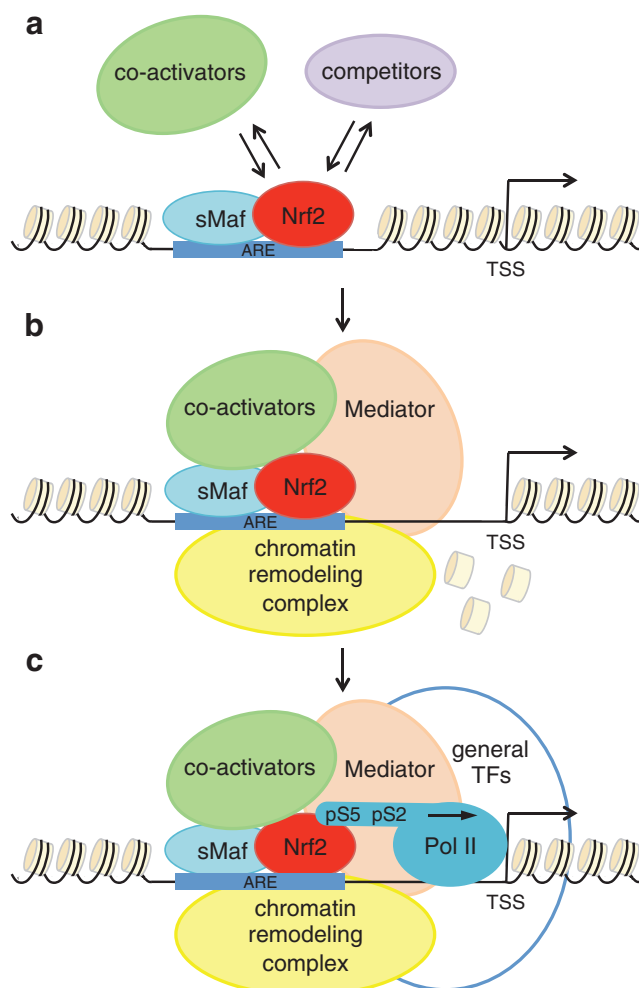 a
co-activators
competitors
sMaf
Nrf2
ARE
TSS
b
co-activators
Mediator
sMaf
Nrf2
ARE
TSS
chromatin
remodeling
complex
c
general
TFs
co-activators
Mediator
pS5 pS2
sMaf
Nrf2
Pol II
ARE
TSS
chromatin
remodeling
complex